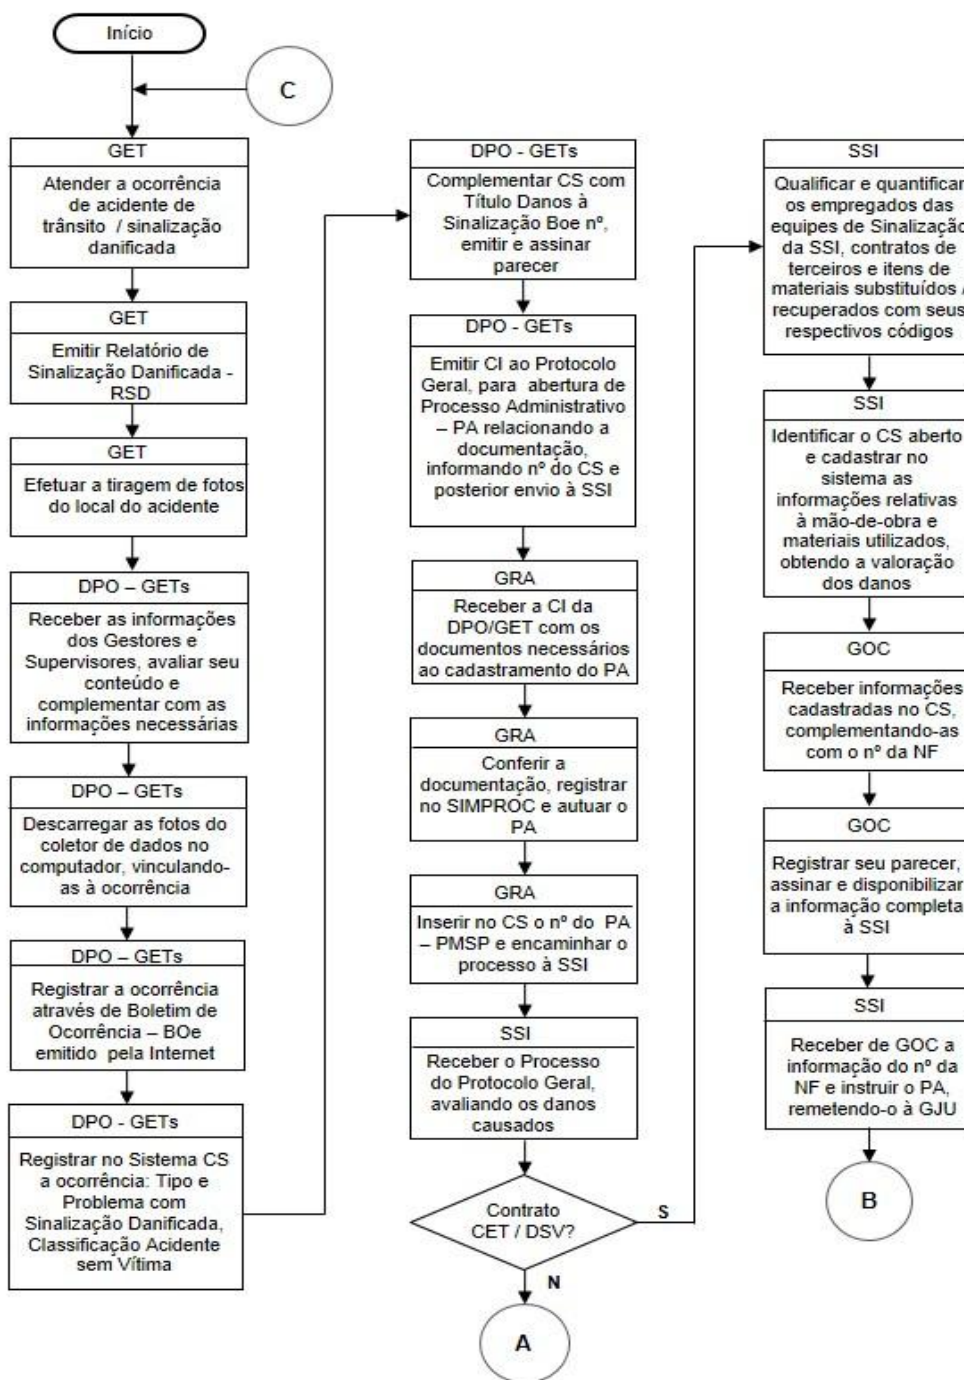 Início
C
GET
Atender a ocorrência
de acidente de
trânsito / sinalização
danificada
GET
Emitir Relatório de
Sinalização Danificada -
RSD
GET
Efetuar a tiragem de fotos
do local do acidente
DPO – GETs
Receber as informações
dos Gestores e
Supervisores, avaliar seu
conteúdo e
complementar com as
informações necessárias
DPO – GETs
Descarregar as fotos do
coletor de dados no
computador, vinculando-
as à ocorrência
DPO – GETs
Registrar a ocorrência
através de Boletim de
Ocorrência – BOe
emitido pela Internet
DPO - GETs
Registrar no Sistema CS
a ocorrência: Tipo e
Problema com
Sinalização Danificada,
Classificação Acidente
sem Vítima
DPO - GETs
Complementar CS com
Título Danos à
Sinalização Boe nº,
emitir e assinar
parecer
DPO - GETs
Emitir CI ao Protocolo
Geral, para abertura de
Processo Administrativo
– PA relacionando a
documentação,
informando nº do CS e
posterior envio à SSI
GRA
Receber a CI da
DPO/GET com os
documentos necessários
ao cadastramento do PA
GRA
Conferir a
documentação, registrar
no SIMPROC e autuar o
PA
GRA
Inserir no CS o nº do PA
– PMSP e encaminhar o
processo à SSI
SSI
Receber o Processo
do Protocolo Geral,
avaliando os danos
causados
Contrato
CET / DSV?
S
N
A
SSI
Qualificar e quantificar
os empregados das
equipes de Sinalização
da SSI, contratos de
terceiros e itens de
materiais substituídos /
recuperados com seus
respectivos códigos
SSI
Identificar o CS aberto
e cadastrar no
sistema as
informações relativas
à mão-de-obra e
materiais utilizados,
obtendo a valoração
dos danos
GOC
Receber informações
cadastradas no CS,
complementando-as
com o nº da NF
GOC
Registrar seu parecer,
assinar e disponibilizar
a informação completa
à SSI
SSI
Receber de GOC a
informação do nº da
NF e instruir o PA,
remetendo-o à GJU
B